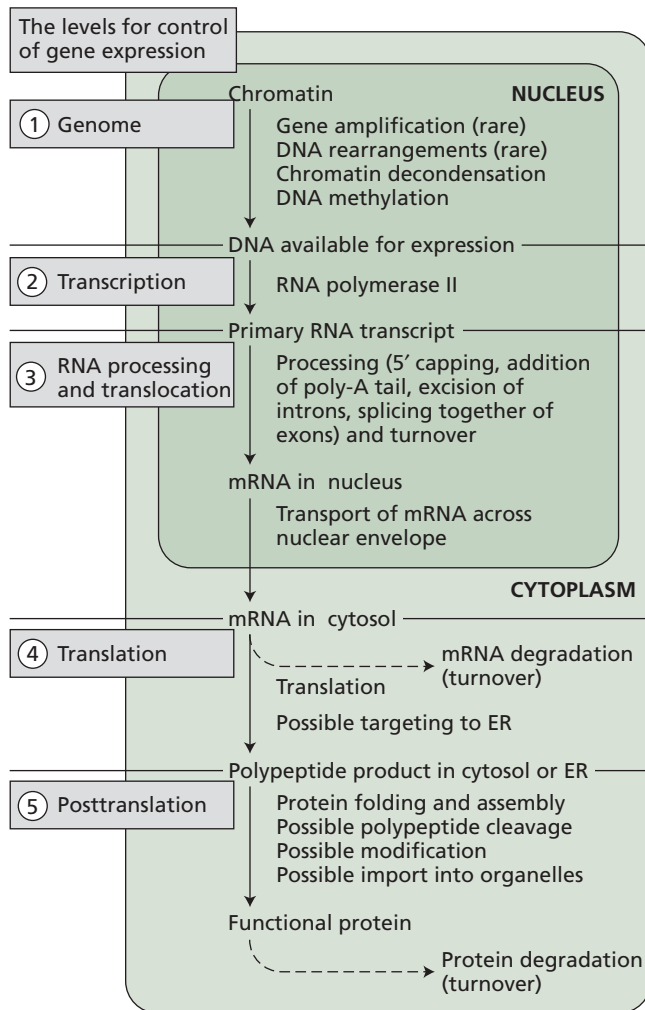 The levels for control
of gene expression
NUCLEUS
Chromatin
1 Genome
Gene amplification (rare)
DNA rearrangements (rare)
Chromatin decondensation
DNA methylation
DNA available for expression
2 Transcription
RNA polymerase II
Primary RNA transcript
3 RNA processing
and translocation
Processing (5′ capping, addition
of poly-A tail, excision of
introns, splicing together of
exons) and turnover
mRNA in nucleus
Transport of mRNA across
nuclear envelope
CYTOPLASM
mRNA in cytosol
4 Translation
mRNA degradation
(turnover)
Translation
Possible targeting to ER
Polypeptide product in cytosol or ER
5 Posttranslation
Protein folding and assembly
Possible polypeptide cleavage
Possible modification
Possible import into organelles
Functional protein
Protein degradation
(turnover)